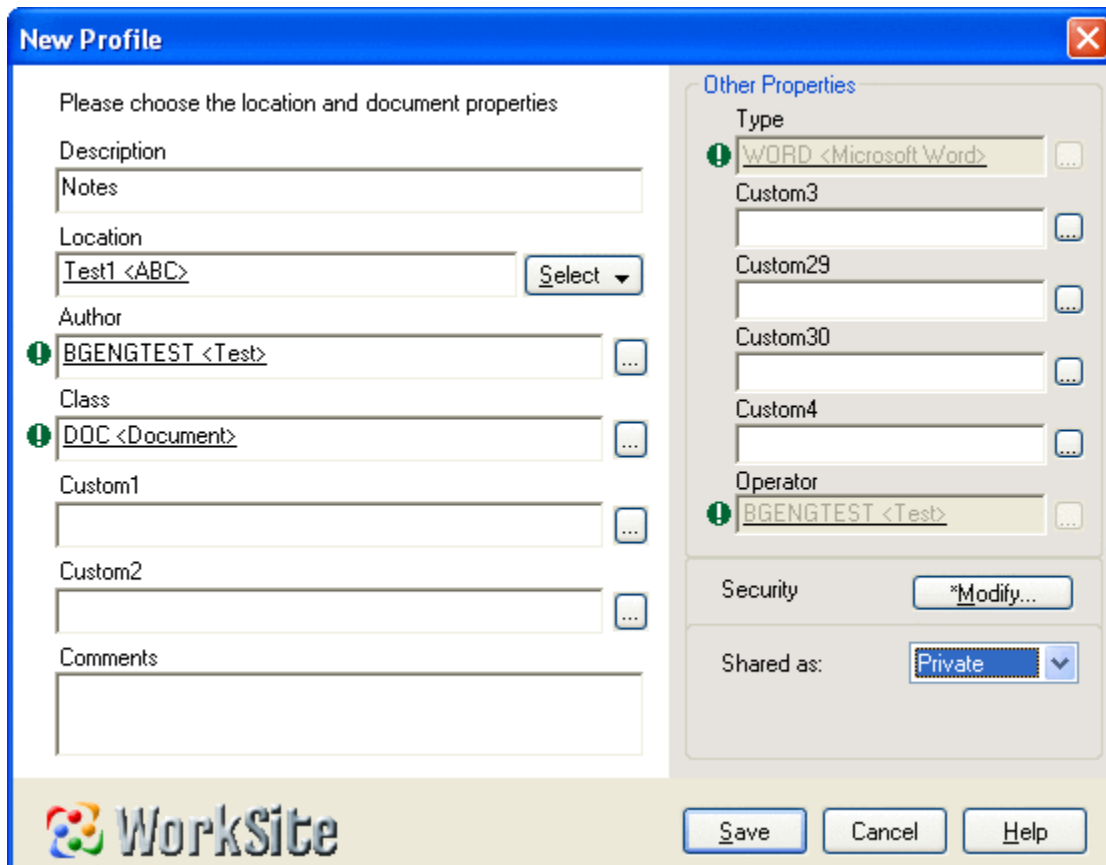 New Profile
Please choose the location and document properties
Description
Notes
Location
Test1 <ABC>
Select
Author
BGENGTEST <Test>
...
Class
DOC <Document>
...
Custom1
...
Custom2
...
Comments
Other Properties
Type
WORD <Microsoft Word>
...
Custom3
...
Custom29
...
Custom30
...
Custom4
...
Operator
BGENGTEST <Test>
...
Security
*Modify...
Shared as:
Private
WorkSite
Save
Cancel
Help